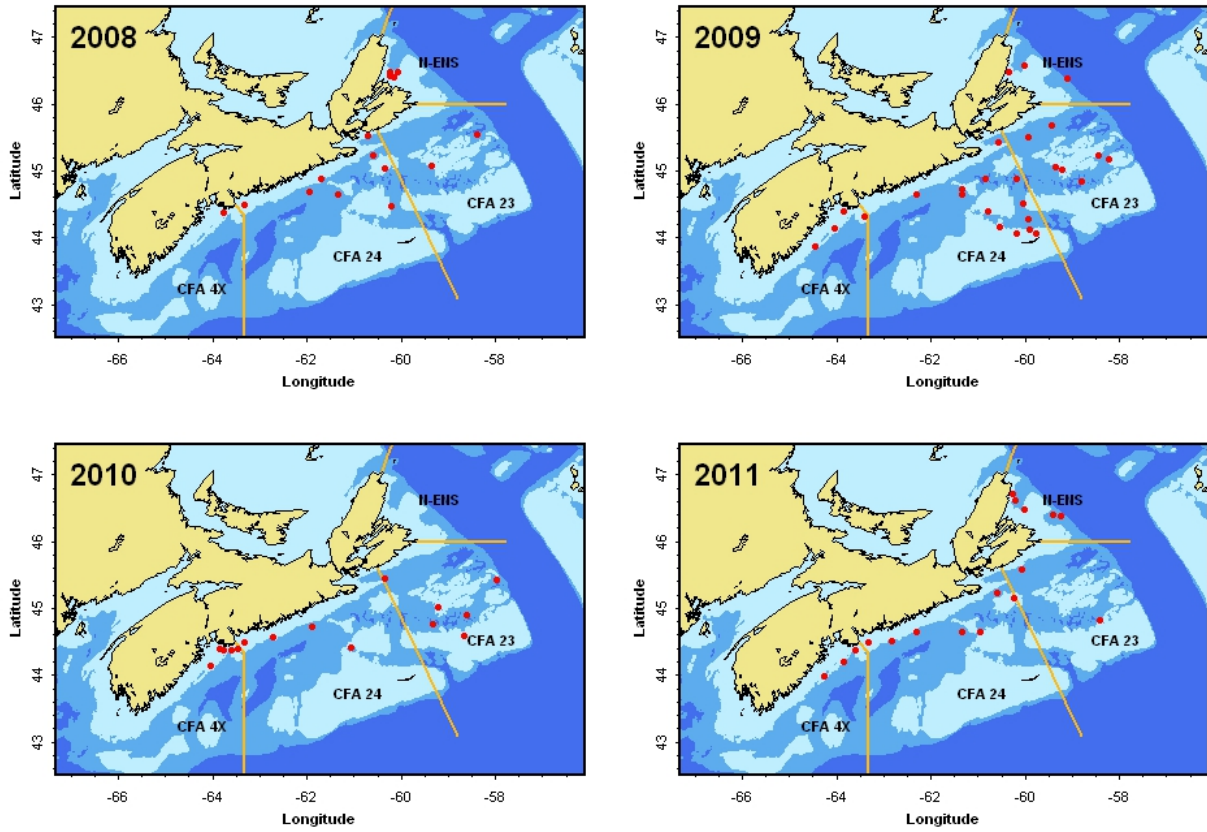 2008
N-ENS
CFA 23
CFA 24
CFA 4X
47
46
45
44
43
Latitude
-66
-64
-62
-60
-58
Longitude
2009
N-ENS
CFA 23
CFA 24
CFA 4X
47
46
45
44
43
Latitude
-66
-64
-62
-60
-58
Longitude
2010
N-ENS
CFA 23
CFA 24
CFA 4X
47
46
45
44
43
Latitude
-66
-64
-62
-60
-58
Longitude
2011
N-ENS
CFA 23
CFA 24
CFA 4X
47
46
45
44
43
Latitude
-66
-64
-62
-60
-58
Longitude